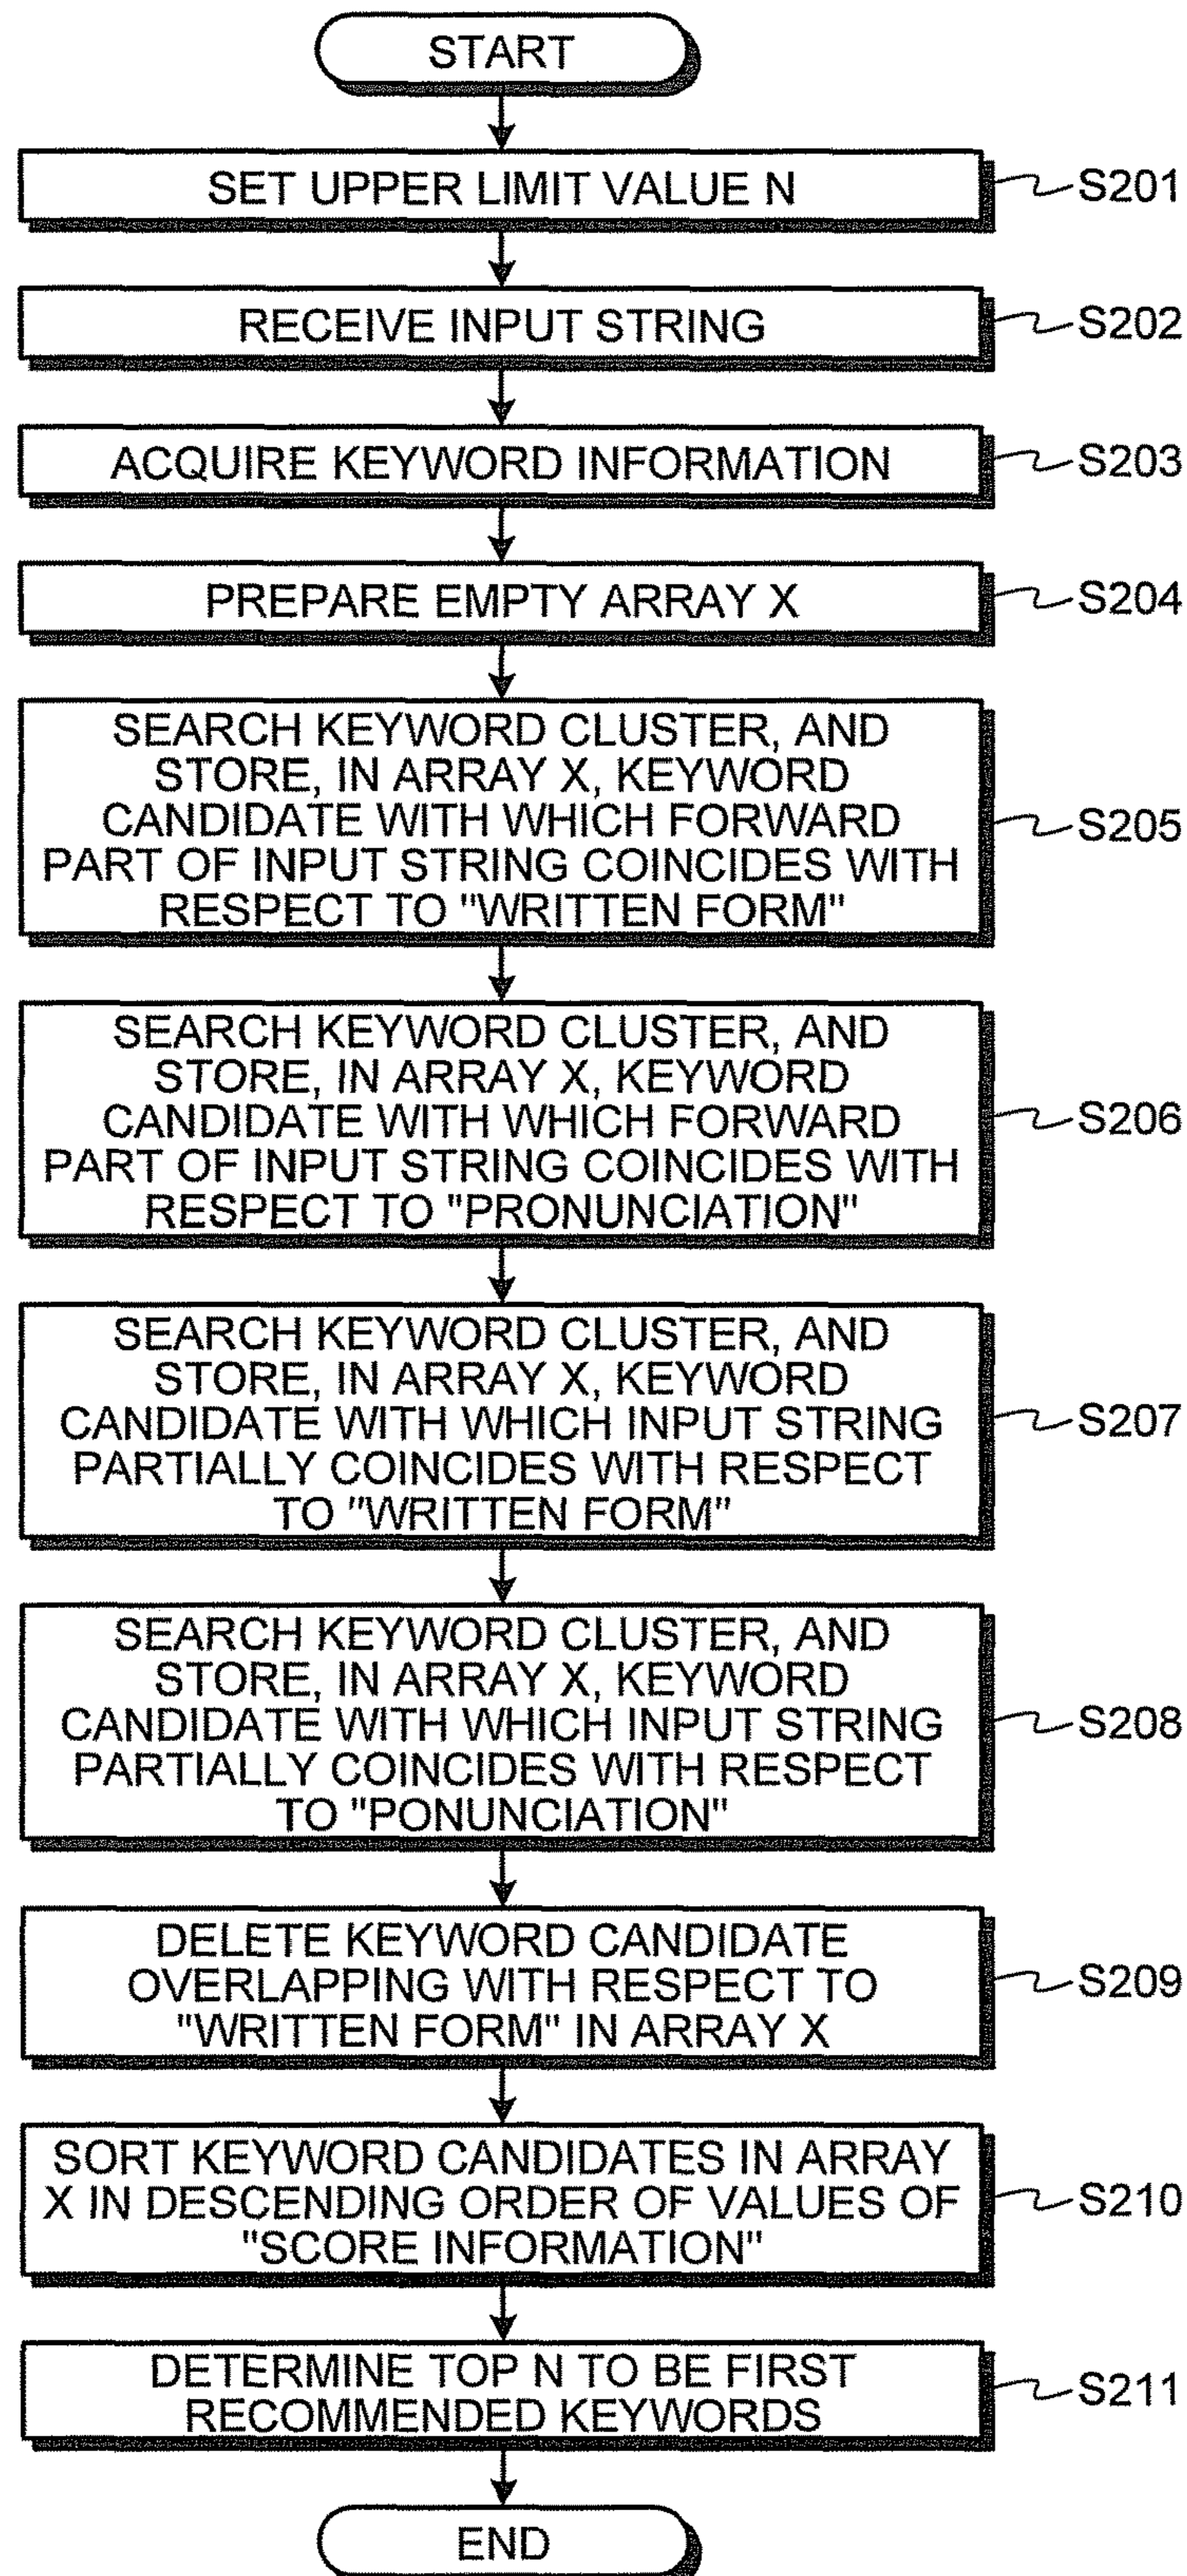 START
SET UPPER LIMIT VALUE N
S201
RECEIVE INPUT STRING
S202
ACQUIRE KEYWORD INFORMATION
S203
PREPARE EMPTY ARRAY X
S204
SEARCH KEYWORD CLUSTER, AND
STORE, IN ARRAY X, KEYWORD
CANDIDATE WITH WHICH FORWARD
PART OF INPUT STRING COINCIDES WITH
RESPECT TO "WRITTEN FORM"
S205
SEARCH KEYWORD CLUSTER, AND
STORE, IN ARRAY X, KEYWORD
CANDIDATE WITH WHICH FORWARD
PART OF INPUT STRING COINCIDES WITH
RESPECT TO "PRONUNCIATION"
S206
SEARCH KEYWORD CLUSTER, AND
STORE, IN ARRAY X, KEYWORD
CANDIDATE WITH WHICH INPUT STRING
PARTIALLY COINCIDES WITH RESPECT
TO "WRITTEN FORM"
S207
SEARCH KEYWORD CLUSTER, AND
STORE, IN ARRAY X, KEYWORD
CANDIDATE WITH WHICH INPUT STRING
PARTIALLY COINCIDES WITH RESPECT
TO "PONUNCIATION"
S208
DELETE KEYWORD CANDIDATE
OVERLAPPING WITH RESPECT TO
"WRITTEN FORM" IN ARRAY X
S209
SORT KEYWORD CANDIDATES IN ARRAY
X IN DESCENDING ORDER OF VALUES OF
"SCORE INFORMATION"
S210
DETERMINE TOP N TO BE FIRST
RECOMMENDED KEYWORDS
S211
END